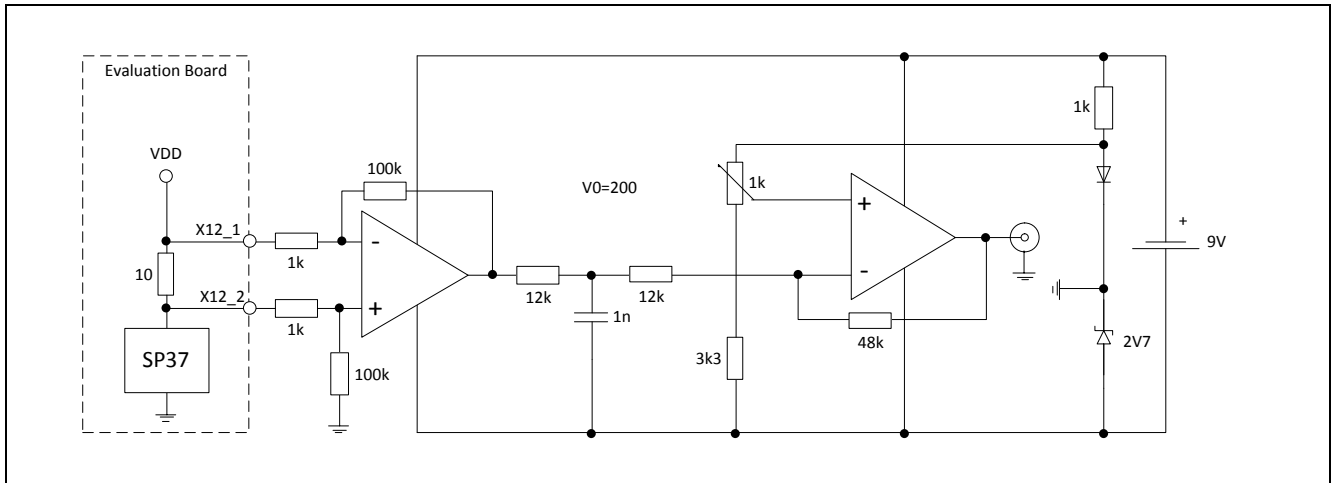 Evaluation Board
VDD
X12_1
10
X12_2
SP37
1k
1k
100k
-
+
100k
12k
1n
12k
V0=200
1k
3k3
+
-
48k
1k
2V7
+
9V